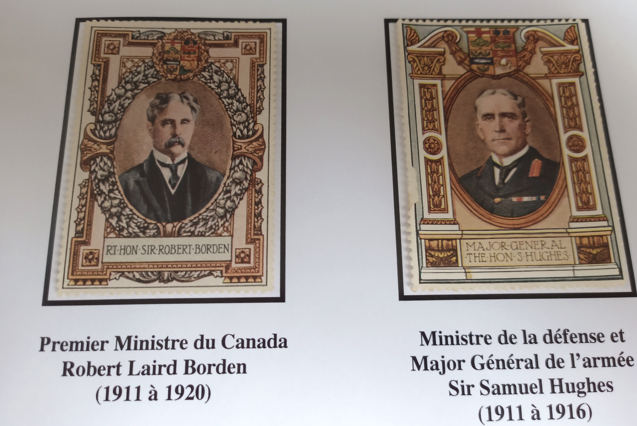 RT·HON·SIR·ROBERT·BORDEN
Premier Ministre du Canada
Robert Laird Borden
(1911 à 1920)
MAJOR·GENERAL
THE·HON·S·HUGHES
Ministre de la défense et
Major Général de l'armée
Sir Samuel Hughes
(1911 à 1916)